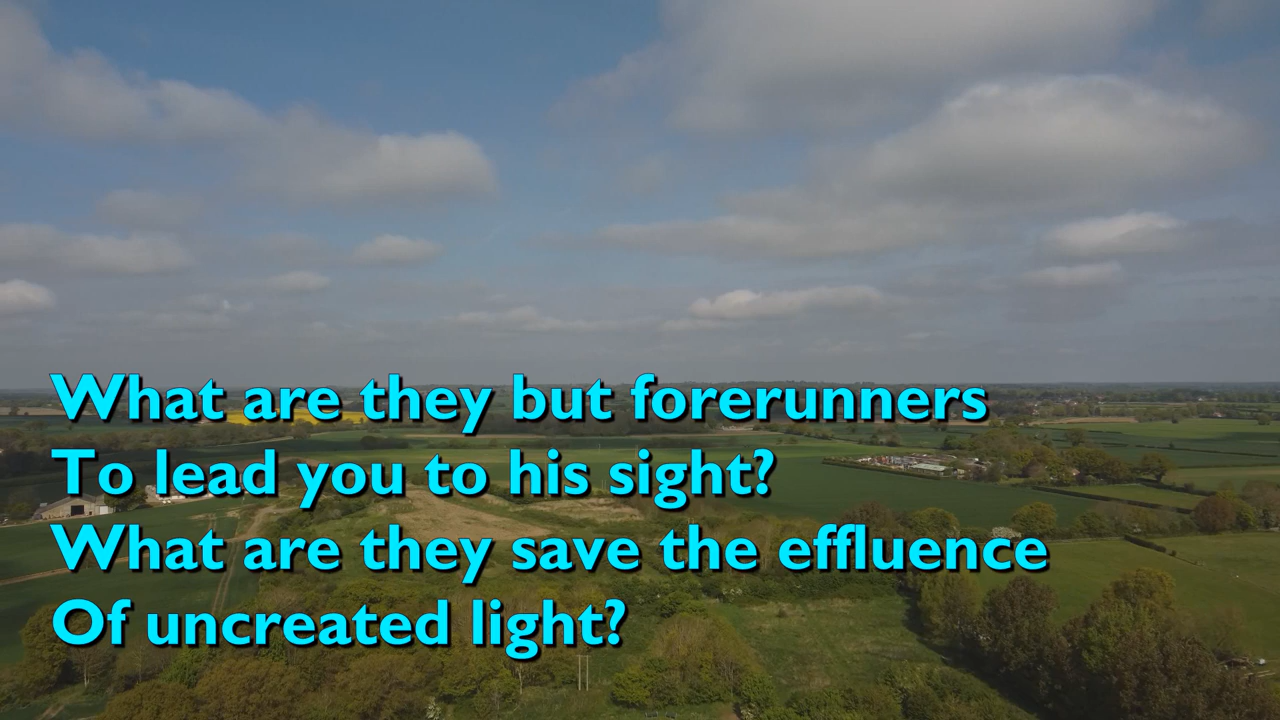 What are they but forerunners
To lead you to his sight?
What are they save the effluence
Of uncreated light?